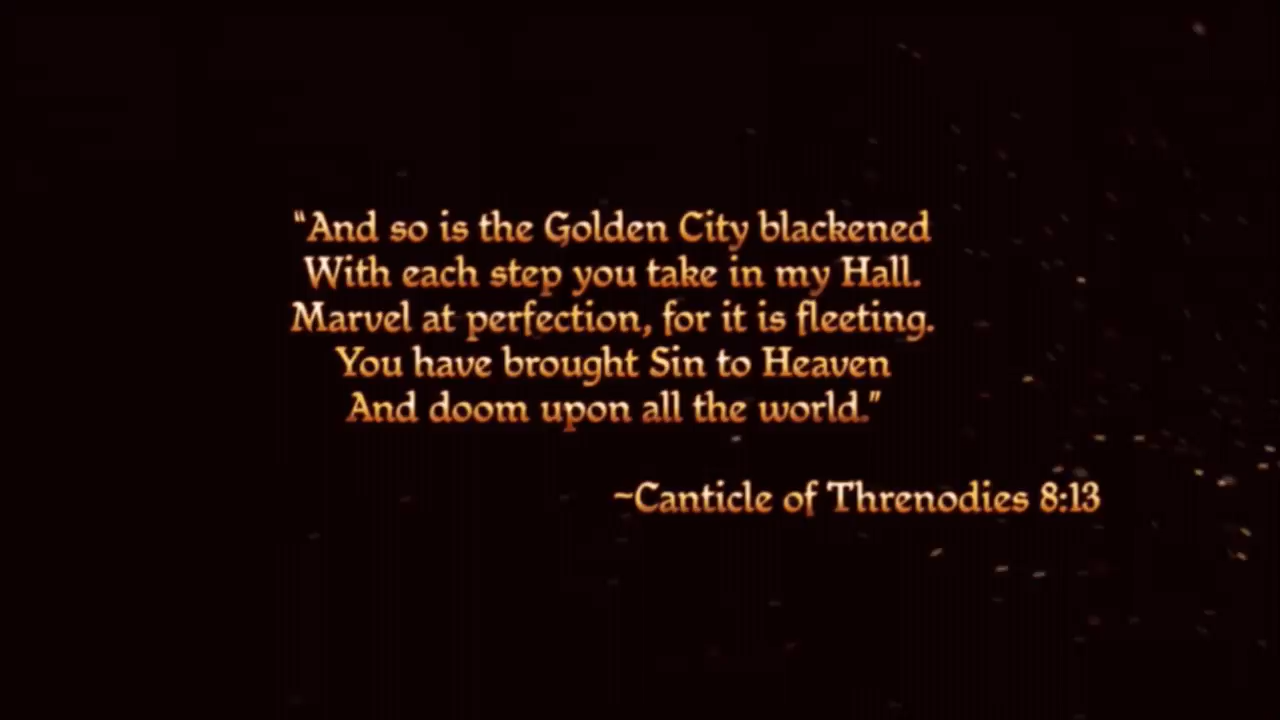 “And so is the Golden City blackened
With each step you take in my Hall.
Marvel at perfection, for it is fleeting.
You have brought Sin to Heaven
And doom upon all the world.”
~Canticle of Threnodies 8:13